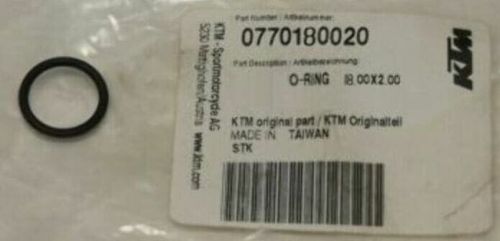 Part Number / Artikelnummer:
0770180020
Part Description / Artikelbezeichnung:
O-RING 18.00X2.00
KTM original part / KTM Originalteil
MADE IN TAIWAN
STK
KTM
KTM - Sportmotorcycle AG
5230 Mattighofen/Austria
www.ktm.com